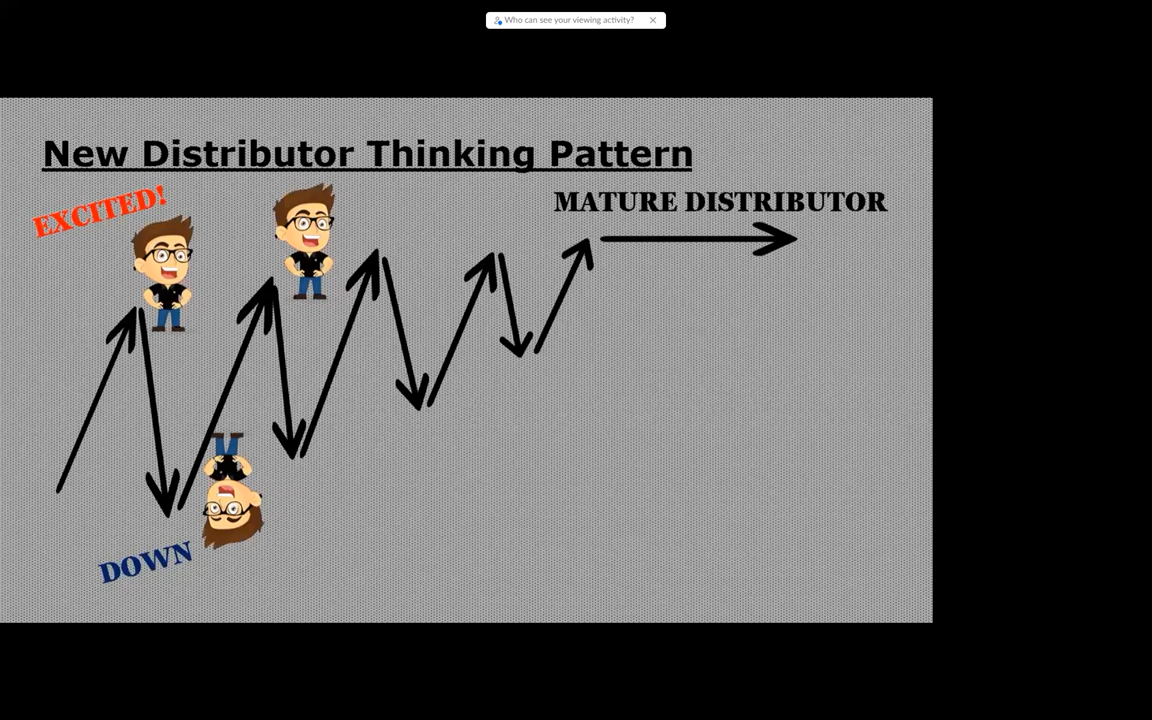 Who can see your viewing activity?
New Distributor Thinking Pattern
EXCITED!
MATURE DISTRIBUTOR
DOWN